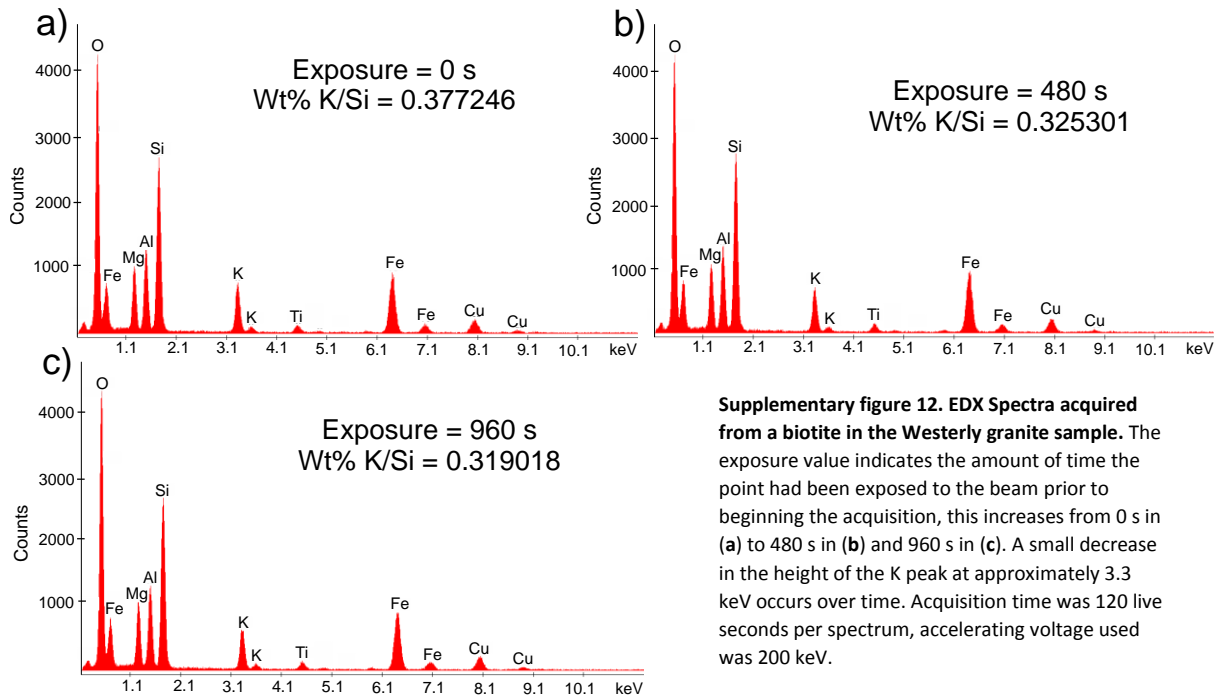 a)
O
4000
3000
2000
1000
Counts
Exposure = 0 s
Wt% K/Si = 0.377246
Si
Fe
Mg
Al
K
K
Ti
Fe
Fe
Cu
Cu
1.1 2.1 3.1 4.1 5.1 6.1 7.1 8.1 9.1 10.1 keV
b)
O
4000
3000
2000
1000
Counts
Exposure = 480 s
Wt% K/Si = 0.325301
Si
Fe
Mg
Al
K
K
Ti
Fe
Fe
Cu
Cu
1.1 2.1 3.1 4.1 5.1 6.1 7.1 8.1 9.1 10.1 keV
c)
O
4000
3000
2000
1000
Counts
Exposure = 960 s
Wt% K/Si = 0.319018
Si
Fe
Mg
Al
K
K
Ti
Fe
Fe
Cu
Cu
1.1 2.1 3.1 4.1 5.1 6.1 7.1 8.1 9.1 10.1 keV
Supplementary figure 12. EDX Spectra acquired
from a biotite in the Westerly granite sample. The
exposure value indicates the amount of time the
point had been exposed to the beam prior to
beginning the acquisition, this increases from 0 s in
(a) to 480 s in (b) and 960 s in (c). A small decrease
in the height of the K peak at approximately 3.3
keV occurs over time. Acquisition time was 120 live
seconds per spectrum, accelerating voltage used
was 200 keV.